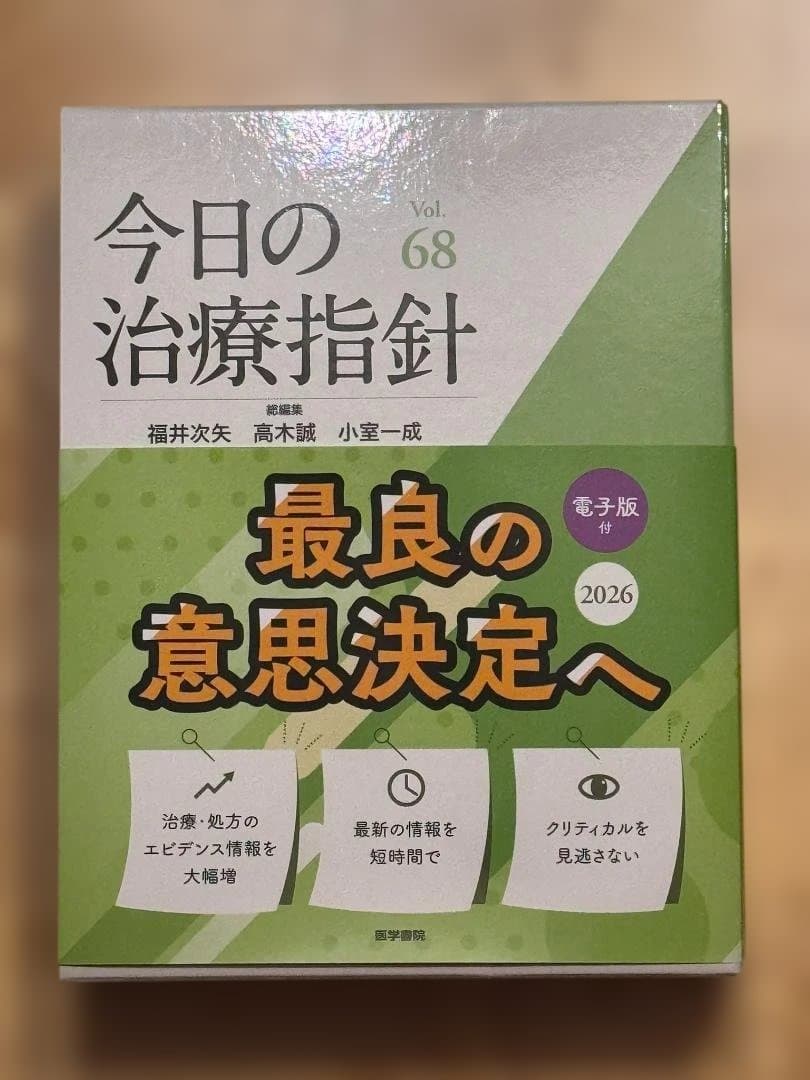 今日の
治療指針
Vol.
68
総編集
福井次矢 高木誠 小室一成
最良の
意思決定へ
電子版
付
2026
治療・処方の
エビデンス情報を
大幅増
最新の情報を
短時間で
クリティカルを
見逃さない
医学書院